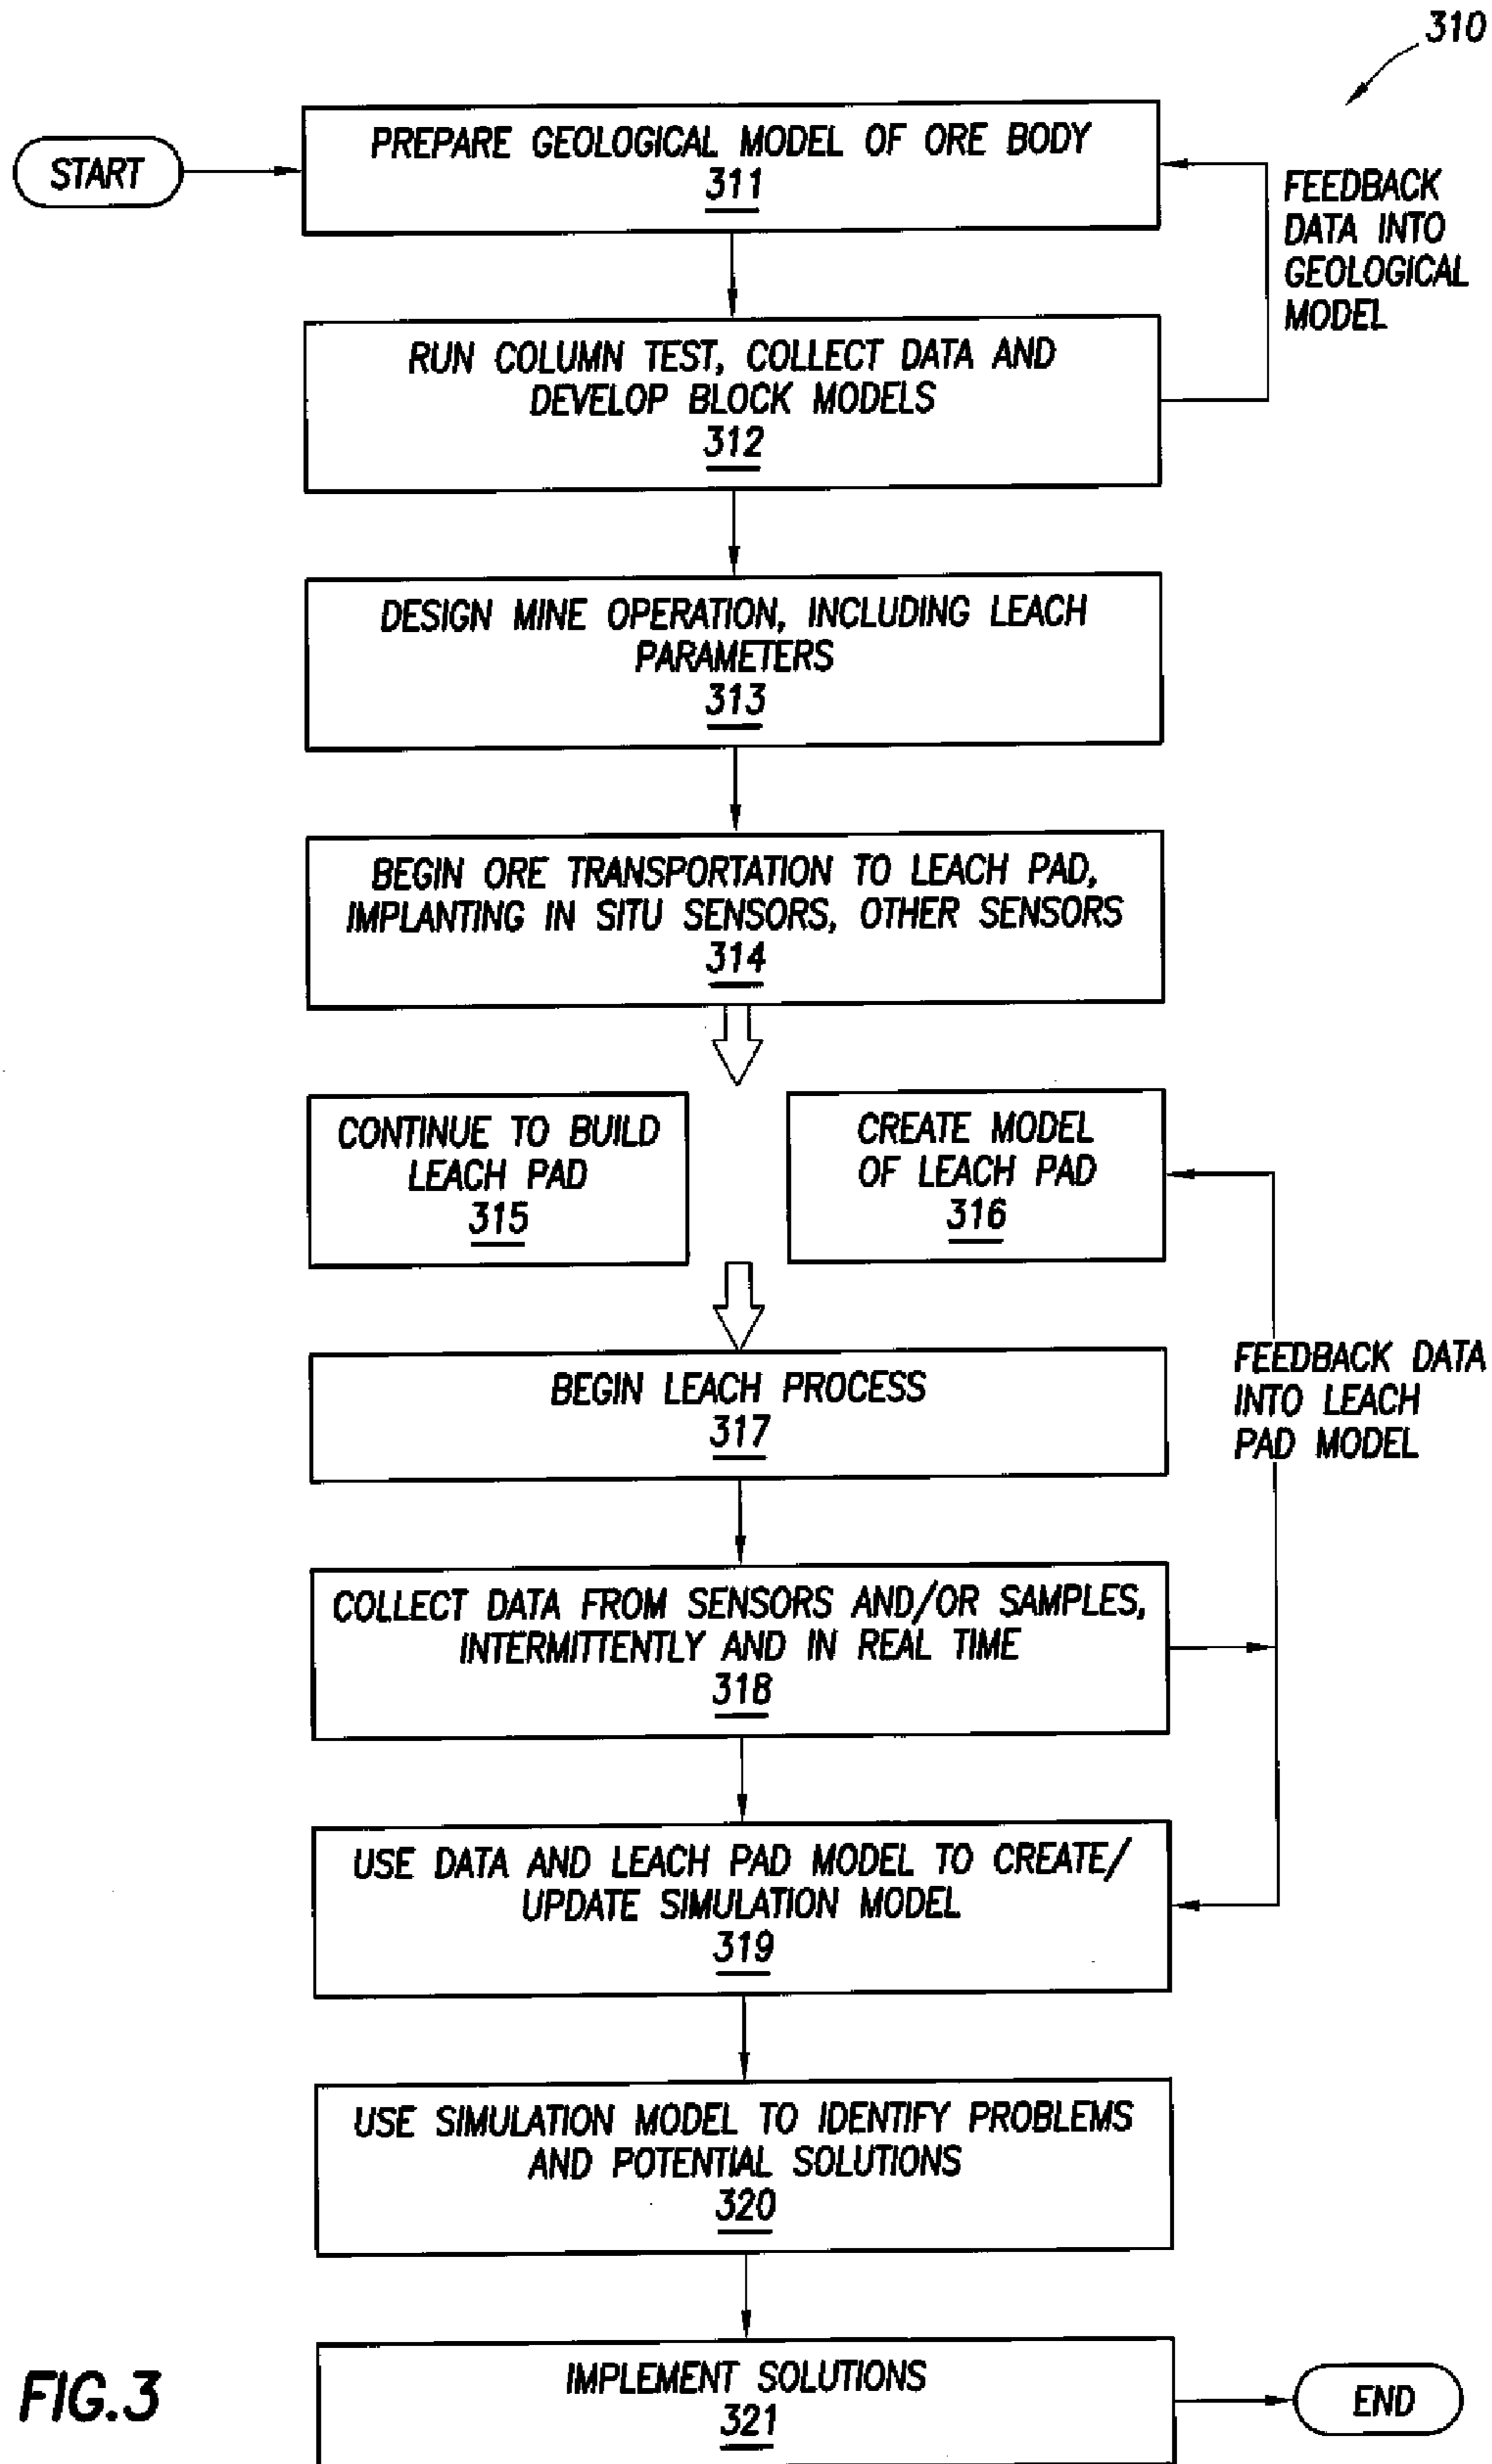 310
START
PREPARE GEOLOGICAL MODEL OF ORE BODY
311
FEEDBACK
DATA INTO
GEOLOGICAL
MODEL
RUN COLUMN TEST, COLLECT DATA AND
DEVELOP BLOCK MODELS
312
DESIGN MINE OPERATION, INCLUDING LEACH
PARAMETERS
313
BEGIN ORE TRANSPORTATION TO LEACH PAD,
IMPLANTING IN SITU SENSORS, OTHER SENSORS
314
CONTINUE TO BUILD
LEACH PAD
315
CREATE MODEL
OF LEACH PAD
316
FEEDBACK DATA
INTO LEACH
PAD MODEL
BEGIN LEACH PROCESS
317
COLLECT DATA FROM SENSORS AND/OR SAMPLES,
INTERMITTENTLY AND IN REAL TIME
318
USE DATA AND LEACH PAD MODEL TO CREATE/
UPDATE SIMULATION MODEL
319
USE SIMULATION MODEL TO IDENTIFY PROBLEMS
AND POTENTIAL SOLUTIONS
320
IMPLEMENT SOLUTIONS
321
END
FIG.3